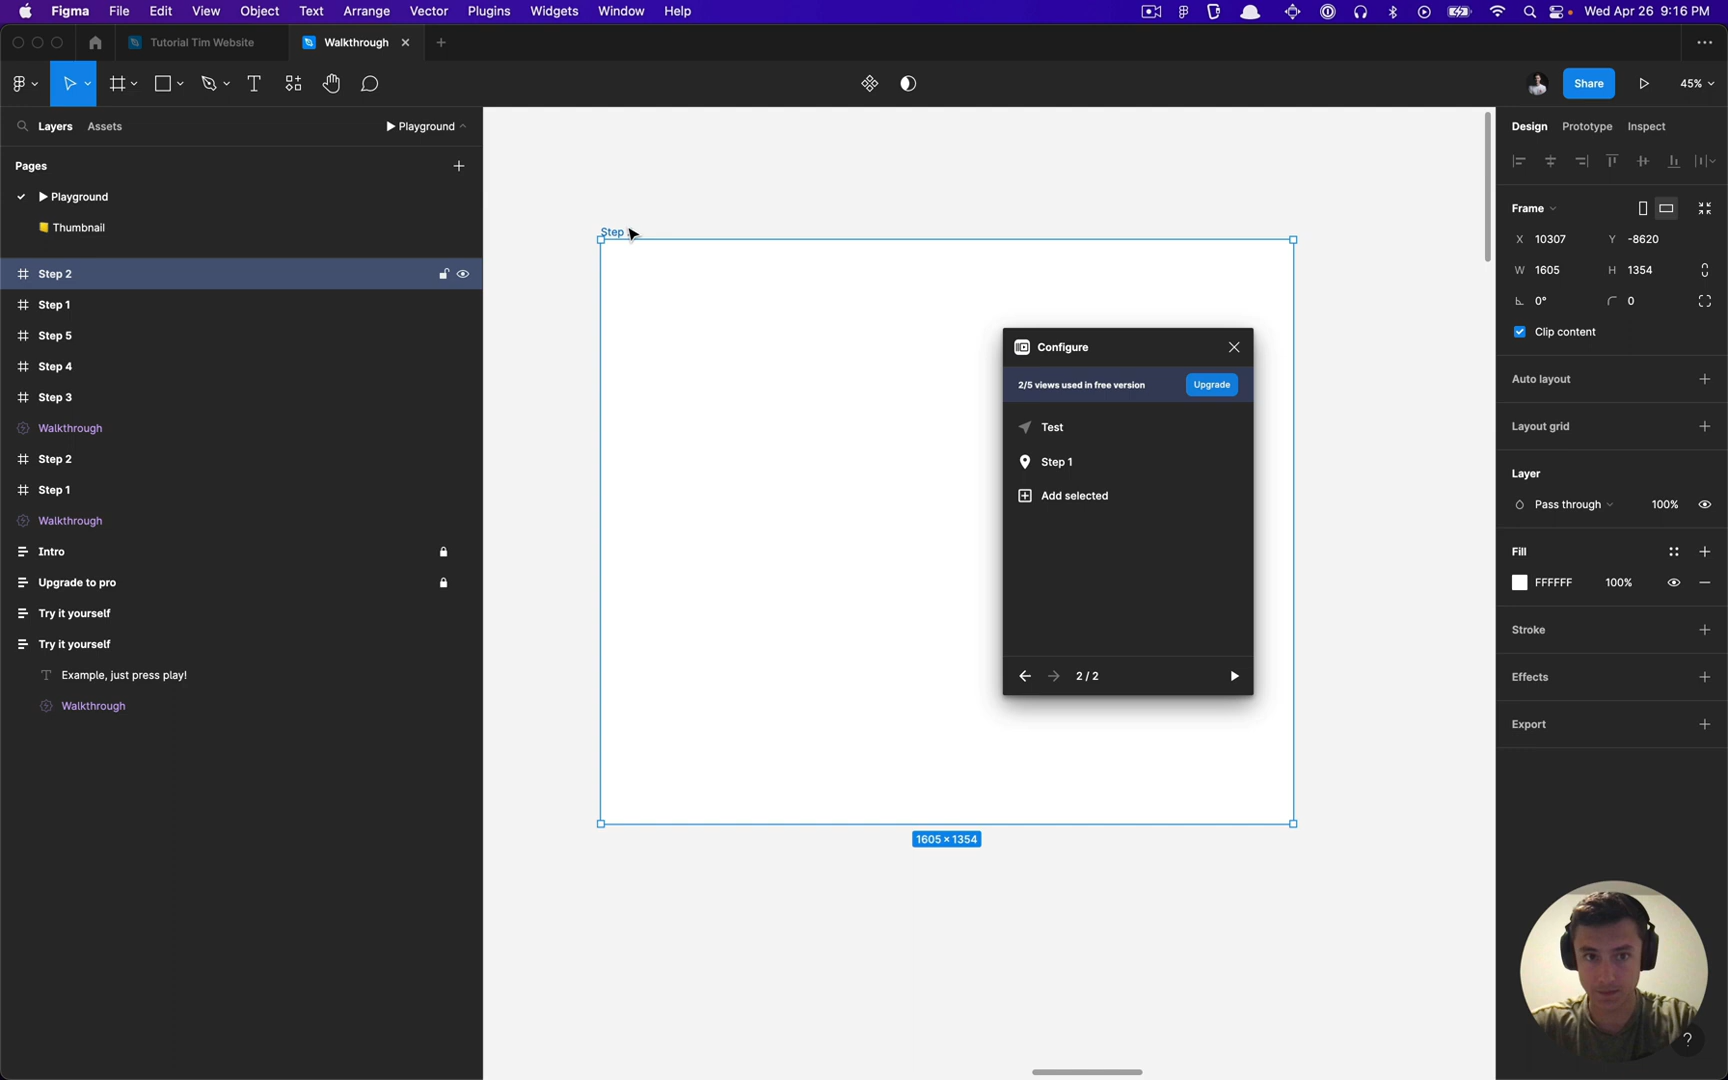 Figma File Edit View Object Text Arrange Vector Plugins Widgets Window Help Wed Apr 26 9:16 PM
Tutorial Tim Website Walkthrough
Share 45%
Layers Assets Playground
Pages
Playground
Thumbnail
Step 2
Step 1
Step 5
Step 4
Step 3
Walkthrough
Step 2
Step 1
Walkthrough
Intro
Upgrade to pro
Try it yourself
Try it yourself
Example, just press play!
Walkthrough
Step
Configure
2/5 views used in free version Upgrade
Test
Step 1
Add selected
2 / 2
1605 × 1354
Design Prototype Inspect
Frame
X 10307 Y -8620
W 1605 H 1354
0° 0
Clip content
Auto layout
Layout grid
Layer
Pass through 100%
Fill
FFFFFF 100%
Stroke
Effects
Export
?